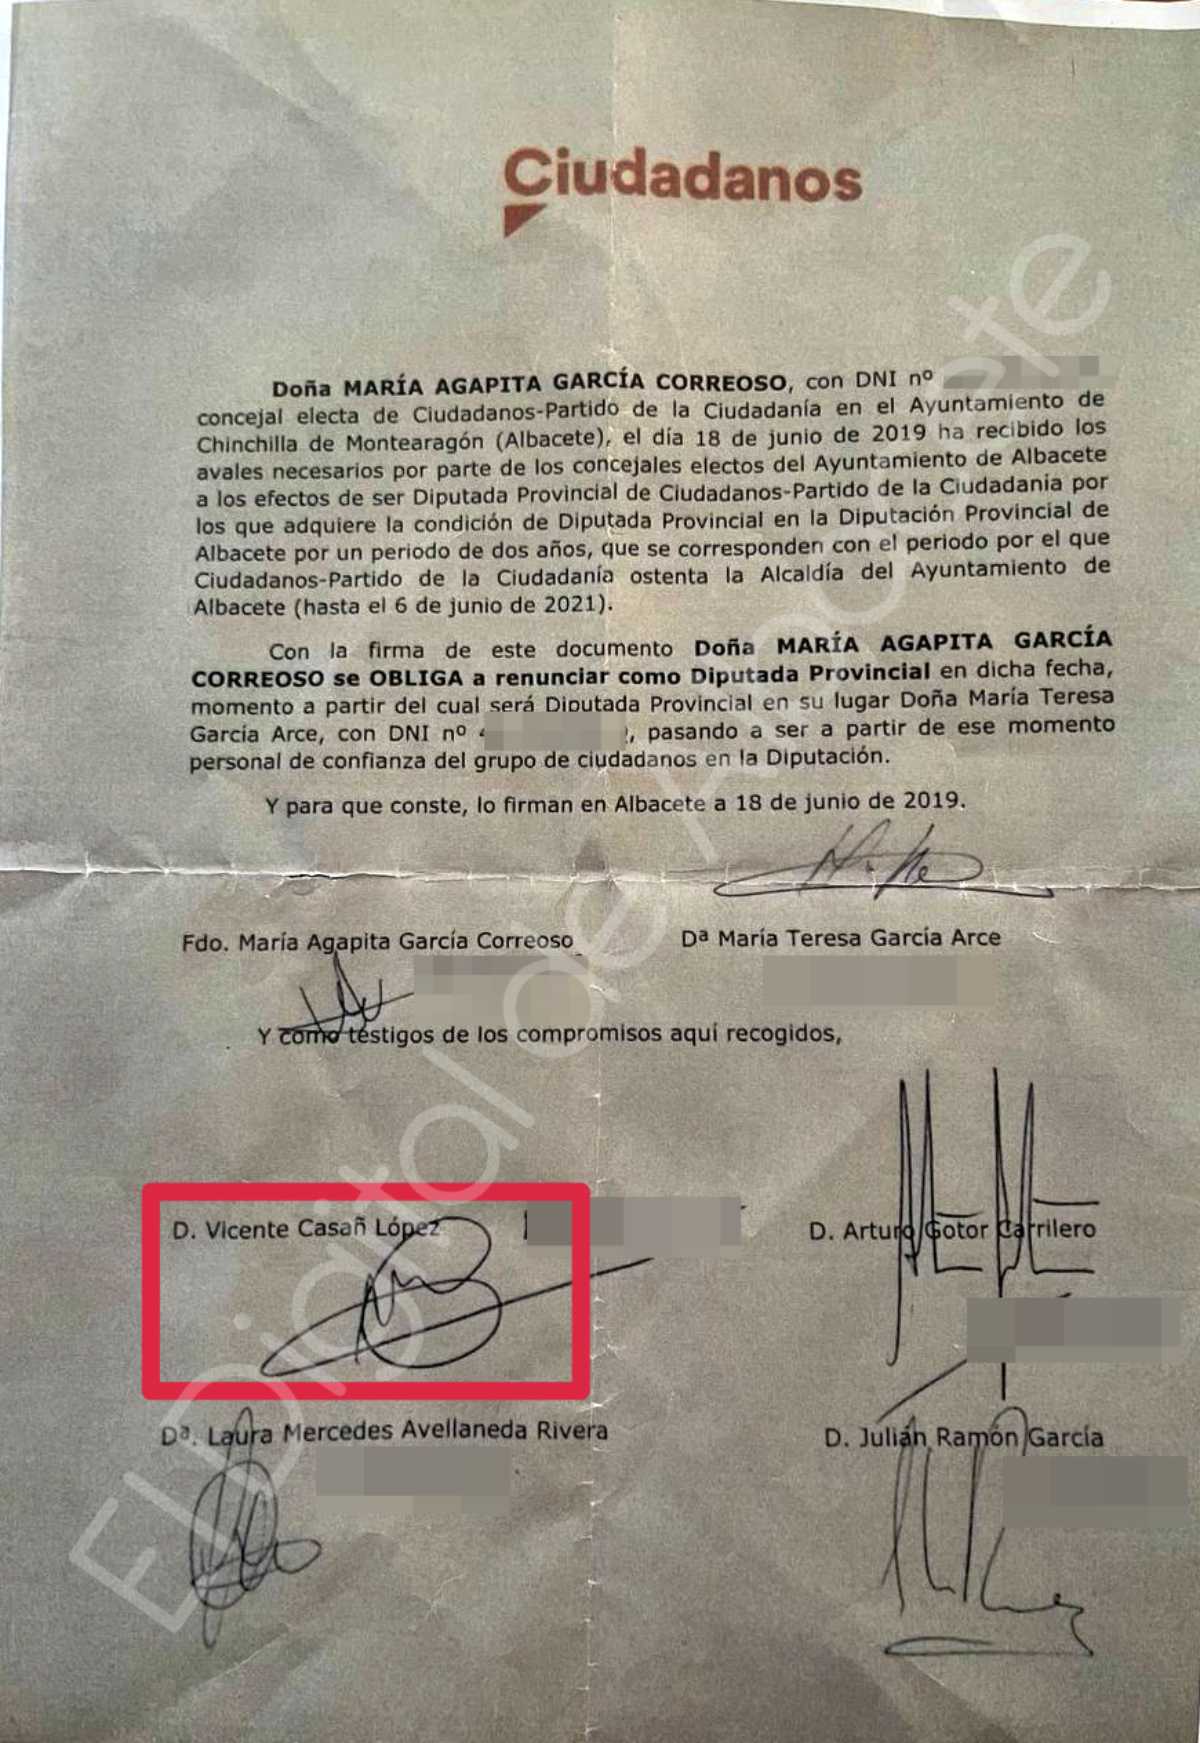 Ciudadanos
Doña MARÍA AGAPITA GARCÍA CORREOSO, con DNI nº
concejal electa de Ciudadanos-Partido de la Ciudadanía en el Ayuntamiento de
Chinchilla de Montearagón (Albacete), el día 18 de junio de 2019 ha recibido los
avales necesarios por parte de los concejales electos del Ayuntamiento de Albacete
a los efectos de ser Diputada Provincial de Ciudadanos-Partido de la Ciudadanía por
los que adquiere la condición de Diputada Provincial en la Diputación Provincial de
Albacete por un periodo de dos años, que se corresponden con el periodo por el que
Ciudadanos-Partido de la Ciudadanía ostenta la Alcaldía del Ayuntamiento de
Albacete (hasta el 6 de junio de 2021).
Con la firma de este documento Doña MARÍA AGAPITA GARCÍA
CORREOSO se OBLIGA a renunciar como Diputada Provincial en dicha fecha,
momento a partir del cual será Diputada Provincial en su lugar Doña María Teresa
García Arce, con DNI nº , pasando a ser a partir de ese momento
personal de confianza del grupo de ciudadanos en la Diputación.
Y para que conste, lo firman en Albacete a 18 de junio de 2019.
Fdo. María Agapita García Correoso Dª María Teresa García Arce
Y como testigos de los compromisos aquí recogidos,
D. Vicente Casañ López D. Arturo Gotor Carrilero
Dª. Laura Mercedes Avellaneda Rivera D. Julián Ramón García
El Digital de